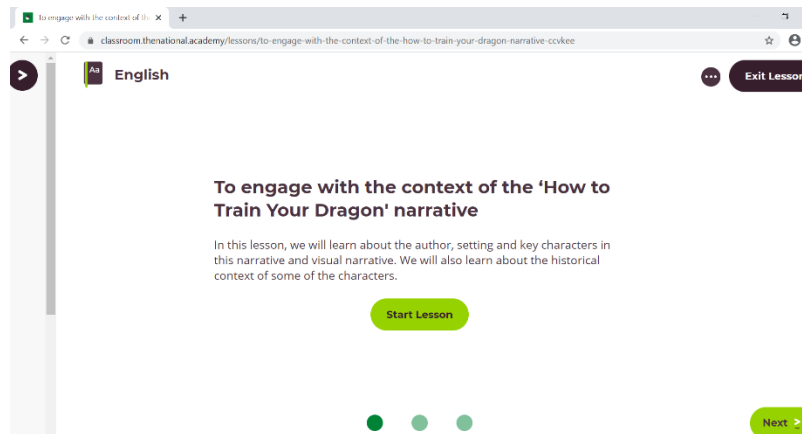 To engage with the context of th
classroom.thenational.academy/lessons/to-engage-with-the-context-of-the-how-to-train-your-dragon-narrative-ccvkee
Aa
English
Exit Lesson
To engage with the context of the ‘How to
Train Your Dragon' narrative
In this lesson, we will learn about the author, setting and key characters in
this narrative and visual narrative. We will also learn about the historical
context of some of the characters.
Start Lesson
Next